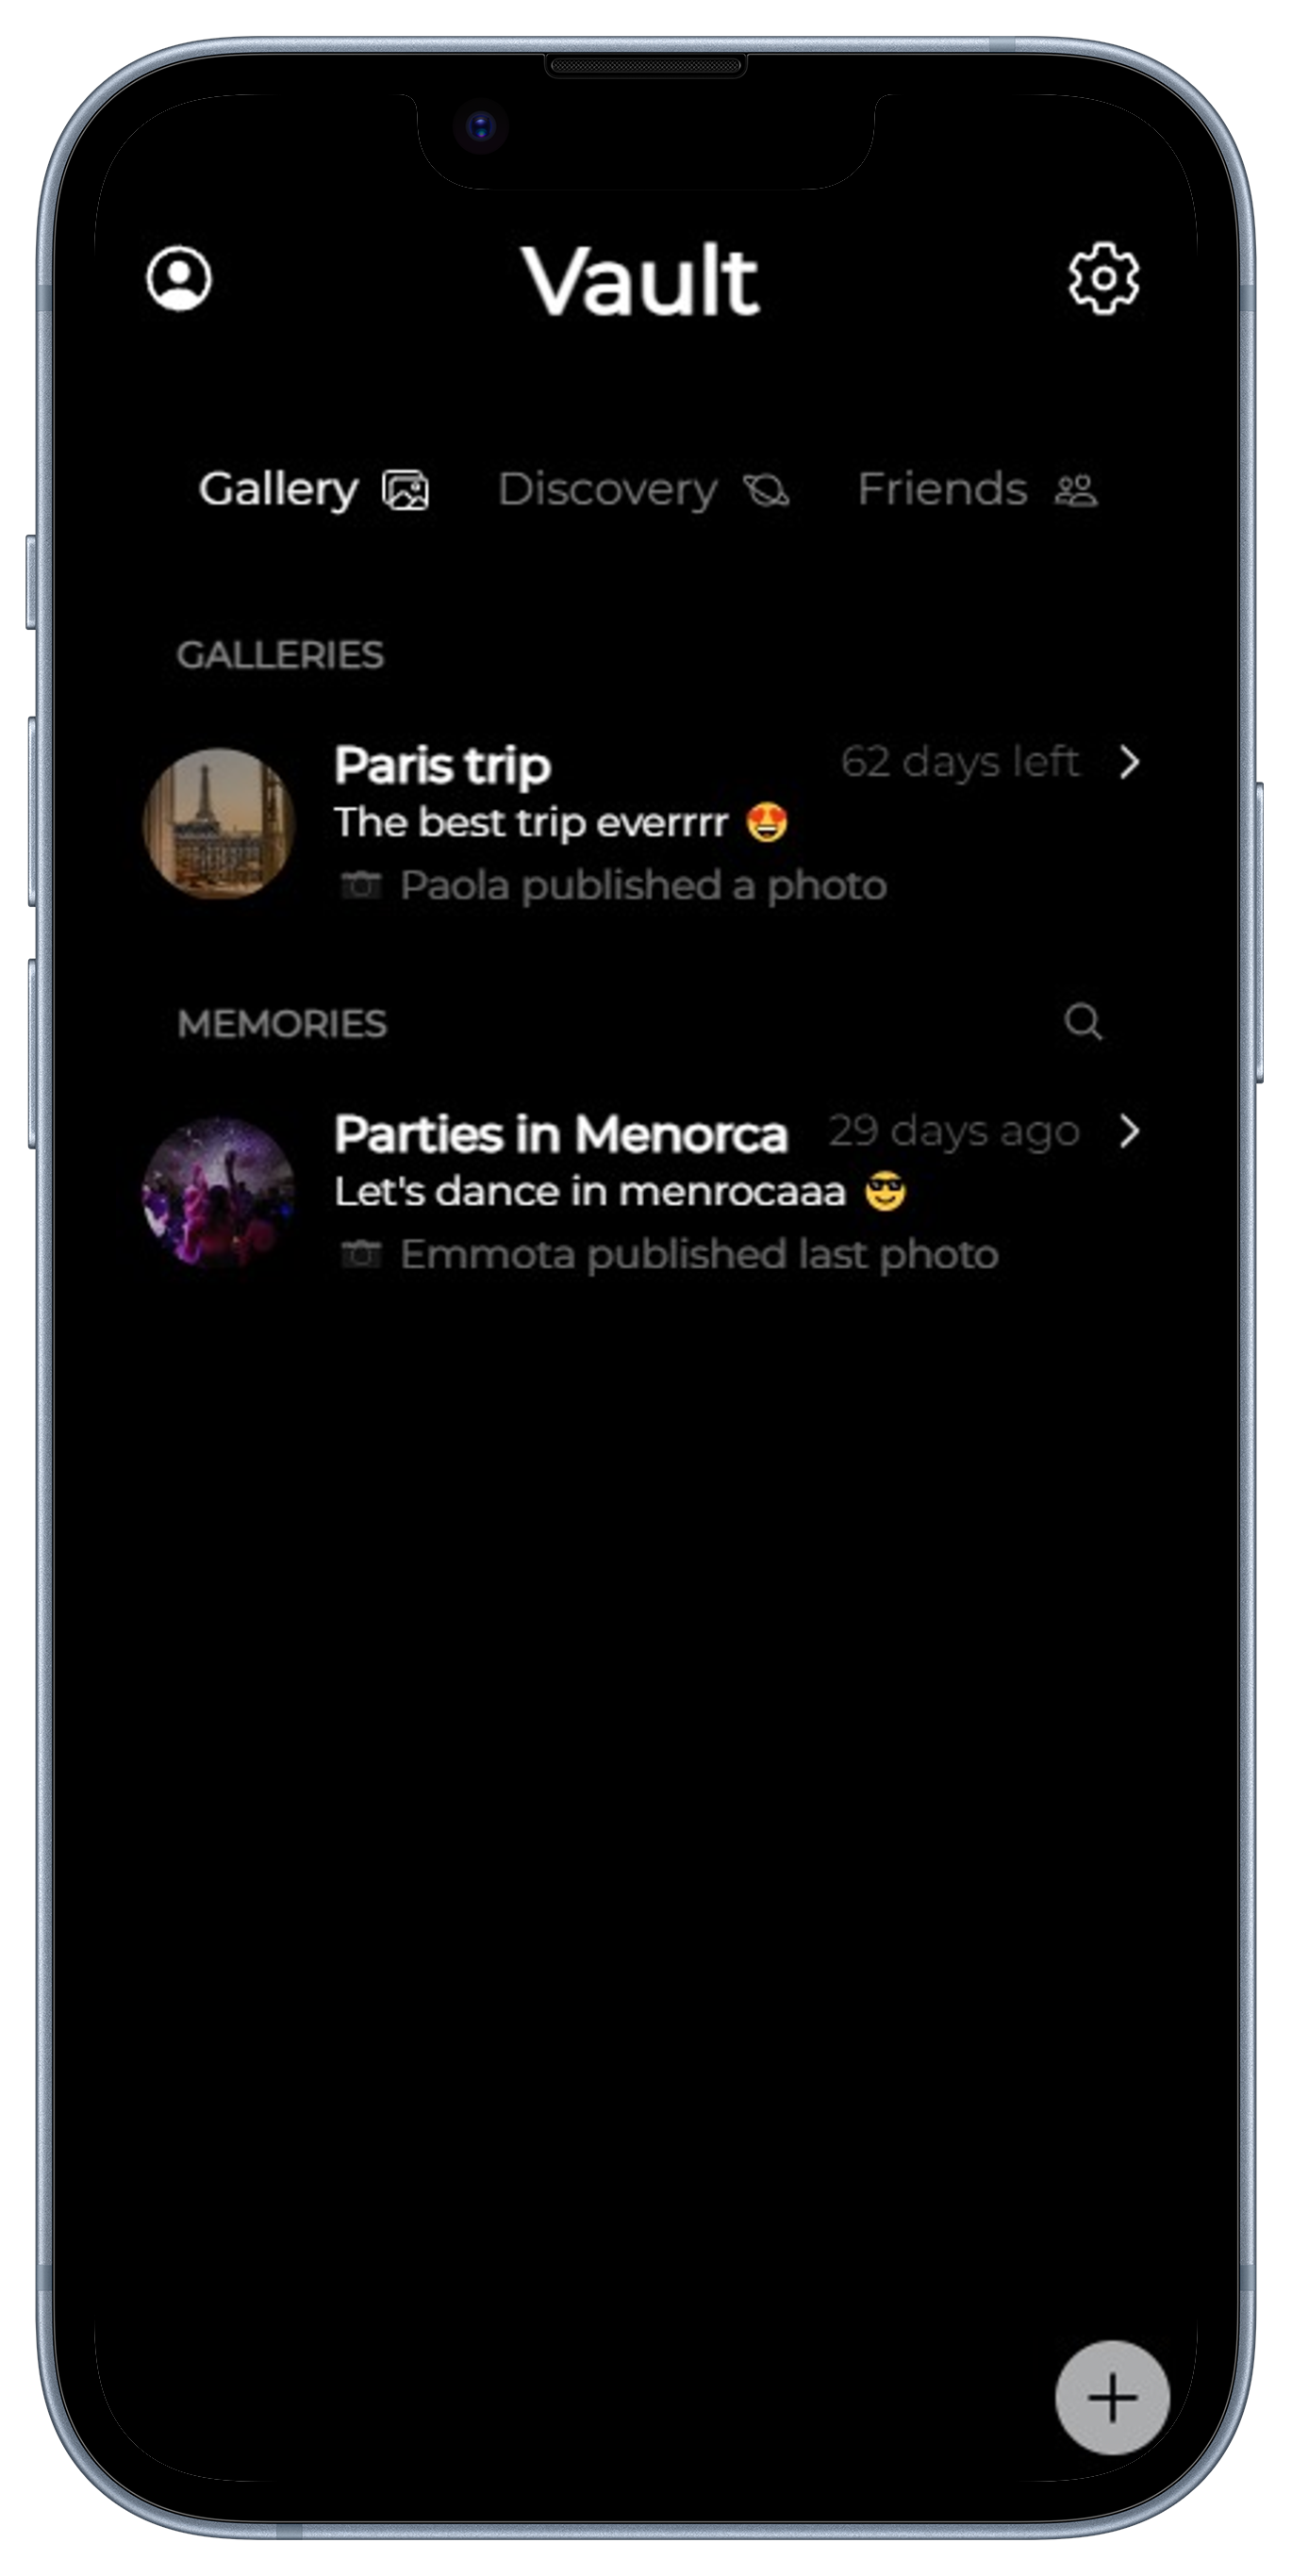 Vault
Gallery Discovery Friends
GALLERIES
Paris trip 62 days left
The best trip everrrr 😍
Paola published a photo
MEMORIES
Parties in Menorca 29 days ago
Let's dance in menrocaaa 😎
Emmota published last photo